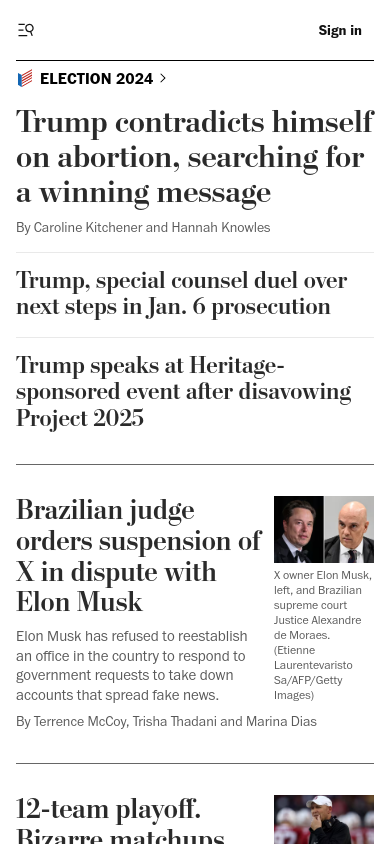 Sign in
ELECTION 2024
Trump contradicts himself
on abortion, searching for
a winning message
By Caroline Kitchener and Hannah Knowles
Trump, special counsel duel over
next steps in Jan. 6 prosecution
Trump speaks at Heritage-
sponsored event after disavowing
Project 2025
Brazilian judge
orders suspension of
X in dispute with
Elon Musk
Elon Musk has refused to reestablish
an office in the country to respond to
government requests to take down
accounts that spread fake news.
By Terrence McCoy, Trisha Thadani and Marina Dias
X owner Elon Musk,
left, and Brazilian
supreme court
Justice Alexandre
de Moraes.
(Etienne
Laurentevaristo
Sa/AFP/Getty
Images)
12-team playoff.
Bizarre matchups